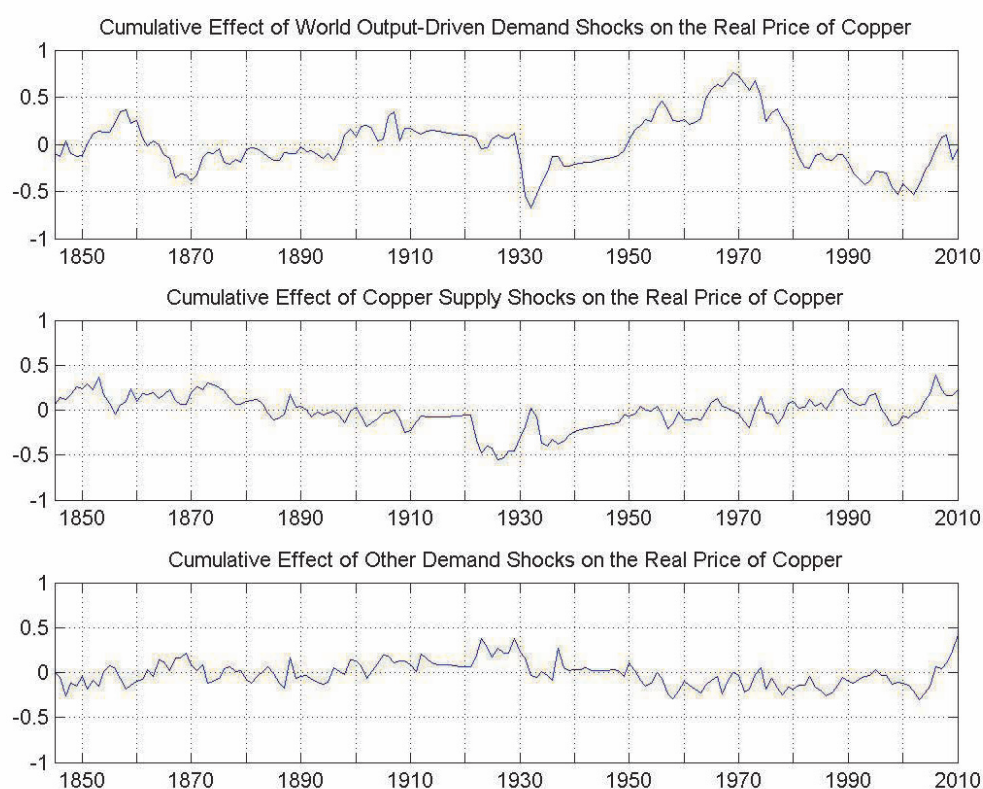 Cumulative Effect of World Output-Driven Demand Shocks on the Real Price of Copper
1
0.5
0
-0.5
-1
1850 1870 1890 1910 1930 1950 1970 1990 2010
Cumulative Effect of Copper Supply Shocks on the Real Price of Copper
1
0.5
0
-0.5
-1
1850 1870 1890 1910 1930 1950 1970 1990 2010
Cumulative Effect of Other Demand Shocks on the Real Price of Copper
1
0.5
0
-0.5
-1
1850 1870 1890 1910 1930 1950 1970 1990 2010